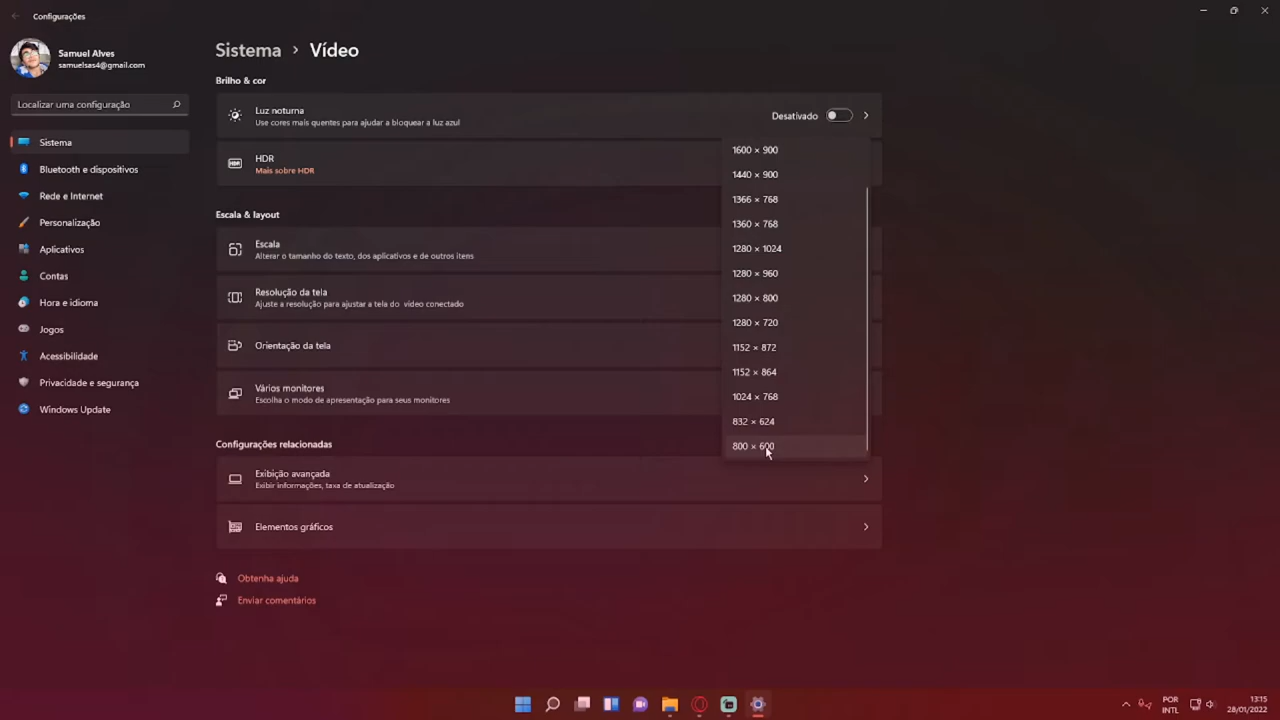 Configurações
Samuel Alves
samuelsas4@gmail.com
Localizar uma configuração
Sistema
Bluetooth e dispositivos
Rede e Internet
Personalização
Aplicativos
Contas
Hora e idioma
Jogos
Acessibilidade
Privacidade e segurança
Windows Update
Sistema > Vídeo
Brilho & cor
Luz noturna
Use cores mais quentes para ajudar a bloquear a luz azul
Desativado
HDR
HDR
Mais sobre HDR
Escala & layout
Escala
Alterar o tamanho do texto, dos aplicativos e de outros itens
Resolução da tela
Ajuste a resolução para ajustar a tela do vídeo conectado
Orientação da tela
Vários monitores
Escolha o modo de apresentação para seus monitores
1600 × 900
1440 × 900
1366 × 768
1360 × 768
1280 × 1024
1280 × 960
1280 × 800
1280 × 720
1152 × 872
1152 × 864
1024 × 768
832 × 624
800 × 600
Configurações relacionadas
Exibição avançada
Exibir informações, taxa de atualização
Elementos gráficos
Obtenha ajuda
Enviar comentários
POR
INTL
13:15
28/01/2022